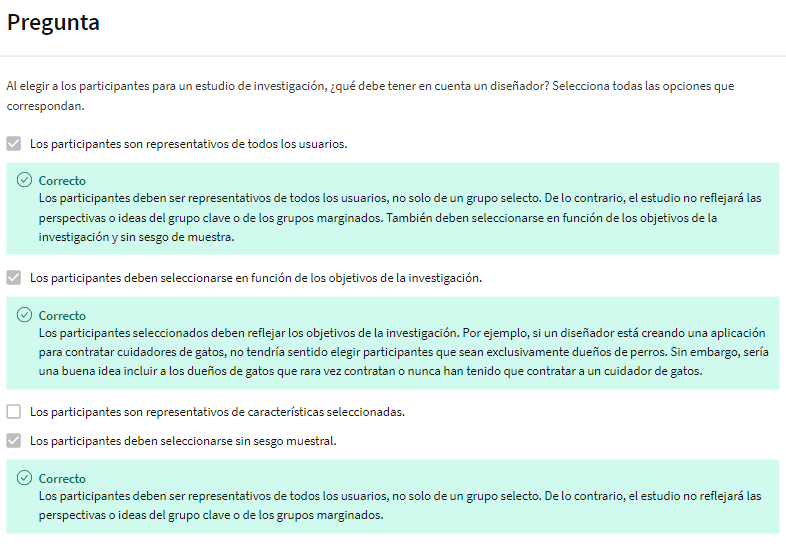 Pregunta
Al elegir a los participantes para un estudio de investigación, ¿qué debe tener en cuenta un diseñador? Selecciona todas las opciones que
correspondan.
Los participantes son representativos de todos los usuarios.
Correcto
Los participantes deben ser representativos de todos los usuarios, no solo de un grupo selecto. De lo contrario, el estudio no reflejará las
perspectivas o ideas del grupo clave o de los grupos marginados. También deben seleccionarse en función de los objetivos de la
investigación y sin sesgo de muestra.
Los participantes deben seleccionarse en función de los objetivos de la investigación.
Correcto
Los participantes seleccionados deben reflejar los objetivos de la investigación. Por ejemplo, si un diseñador está creando una aplicación
para contratar cuidadores de gatos, no tendría sentido elegir participantes que sean exclusivamente dueños de perros. Sin embargo, sería
una buena idea incluir a los dueños de gatos que rara vez contratan o nunca han tenido que contratar a un cuidador de gatos.
Los participantes son representativos de características seleccionadas.
Los participantes deben seleccionarse sin sesgo muestral.
Correcto
Los participantes deben ser representativos de todos los usuarios, no solo de un grupo selecto. De lo contrario, el estudio no reflejará las
perspectivas o ideas del grupo clave o de los grupos marginados.